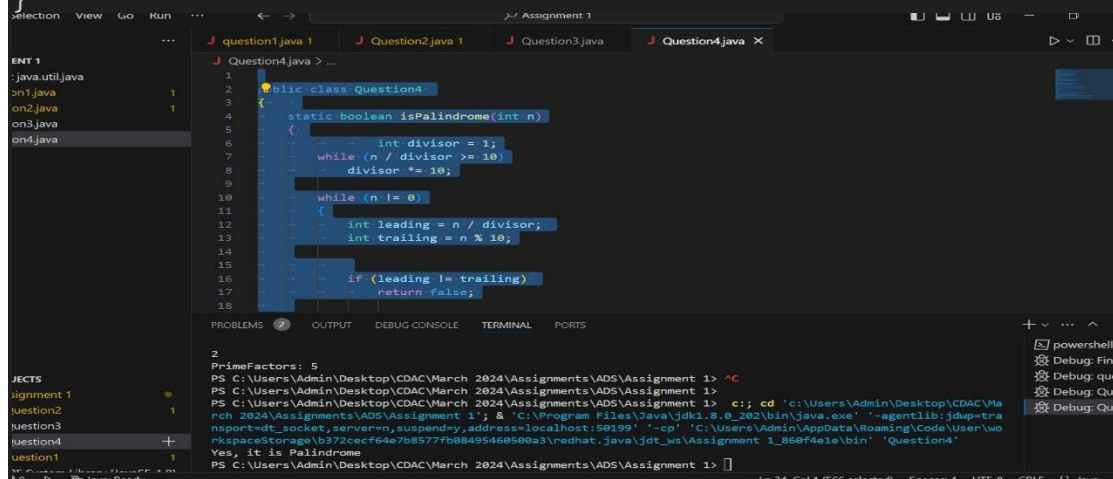 Selection View Go Run ... ← → Assignment 1
J question1.java 1 J Question2.java 1 J Question3.java J Question4.java ×
J Question4.java > ...
ENT 1
java.util.java
on1.java 1
on2.java 1
on3.java
on4.java
1
2 public class Question4
3 {
4 static boolean isPalindrome(int n)
5 {
6 int divisor = 1;
7 while (n / divisor >= 10)
8 divisor *= 10;
9
10 while (n != 0)
11 {
12 int leading = n / divisor;
13 int trailing = n % 10;
14
15
16 if (leading != trailing)
17 return false;
18
PROBLEMS 2 OUTPUT DEBUG CONSOLE TERMINAL PORTS
2
PrimeFactors: 5
PS C:\Users\Admin\Desktop\CDAC\March 2024\Assignments\ADS\Assignment 1> ^C
PS C:\Users\Admin\Desktop\CDAC\March 2024\Assignments\ADS\Assignment 1>
PS C:\Users\Admin\Desktop\CDAC\March 2024\Assignments\ADS\Assignment 1> c:; cd 'c:\Users\Admin\Desktop\CDAC\Ma
rch 2024\Assignments\ADS\Assignment 1'; & 'C:\Program Files\Java\jdk1.8.0_202\bin\java.exe' '-agentlib:jdwp=tra
nsport=dt_socket,server=n,suspend=y,address=localhost:50199' '-cp' 'C:\Users\Admin\AppData\Roaming\Code\User\wo
rkspaceStorage\b372cecf64e7b8577fb08495460500a3\redhat.java\jdt_ws\Assignment 1_860f4e1e\bin' 'Question4'
Yes, it is Palindrome
PS C:\Users\Admin\Desktop\CDAC\March 2024\Assignments\ADS\Assignment 1>
powershell
Debug: Fin
Debug: que
Debug: Qu
Debug: Qu
JECTS
signment 1
question2 1
question3
question4 +
question1 1